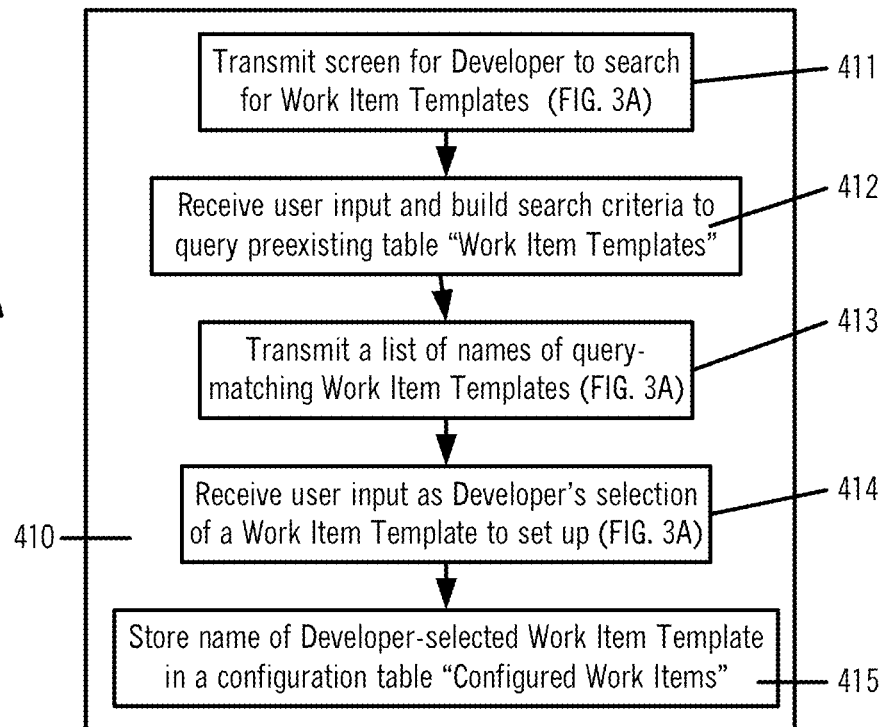 Transmit screen for Developer to search
for Work Item Templates (FIG. 3A)
411
Receive user input and build search criteria to
query preexisting table “Work Item Templates”
412
Transmit a list of names of query-
matching Work Item Templates (FIG. 3A)
413
Receive user input as Developer’s selection
of a Work Item Template to set up (FIG. 3A)
414
410
Store name of Developer-selected Work Item Template
in a configuration table “Configured Work Items”
415